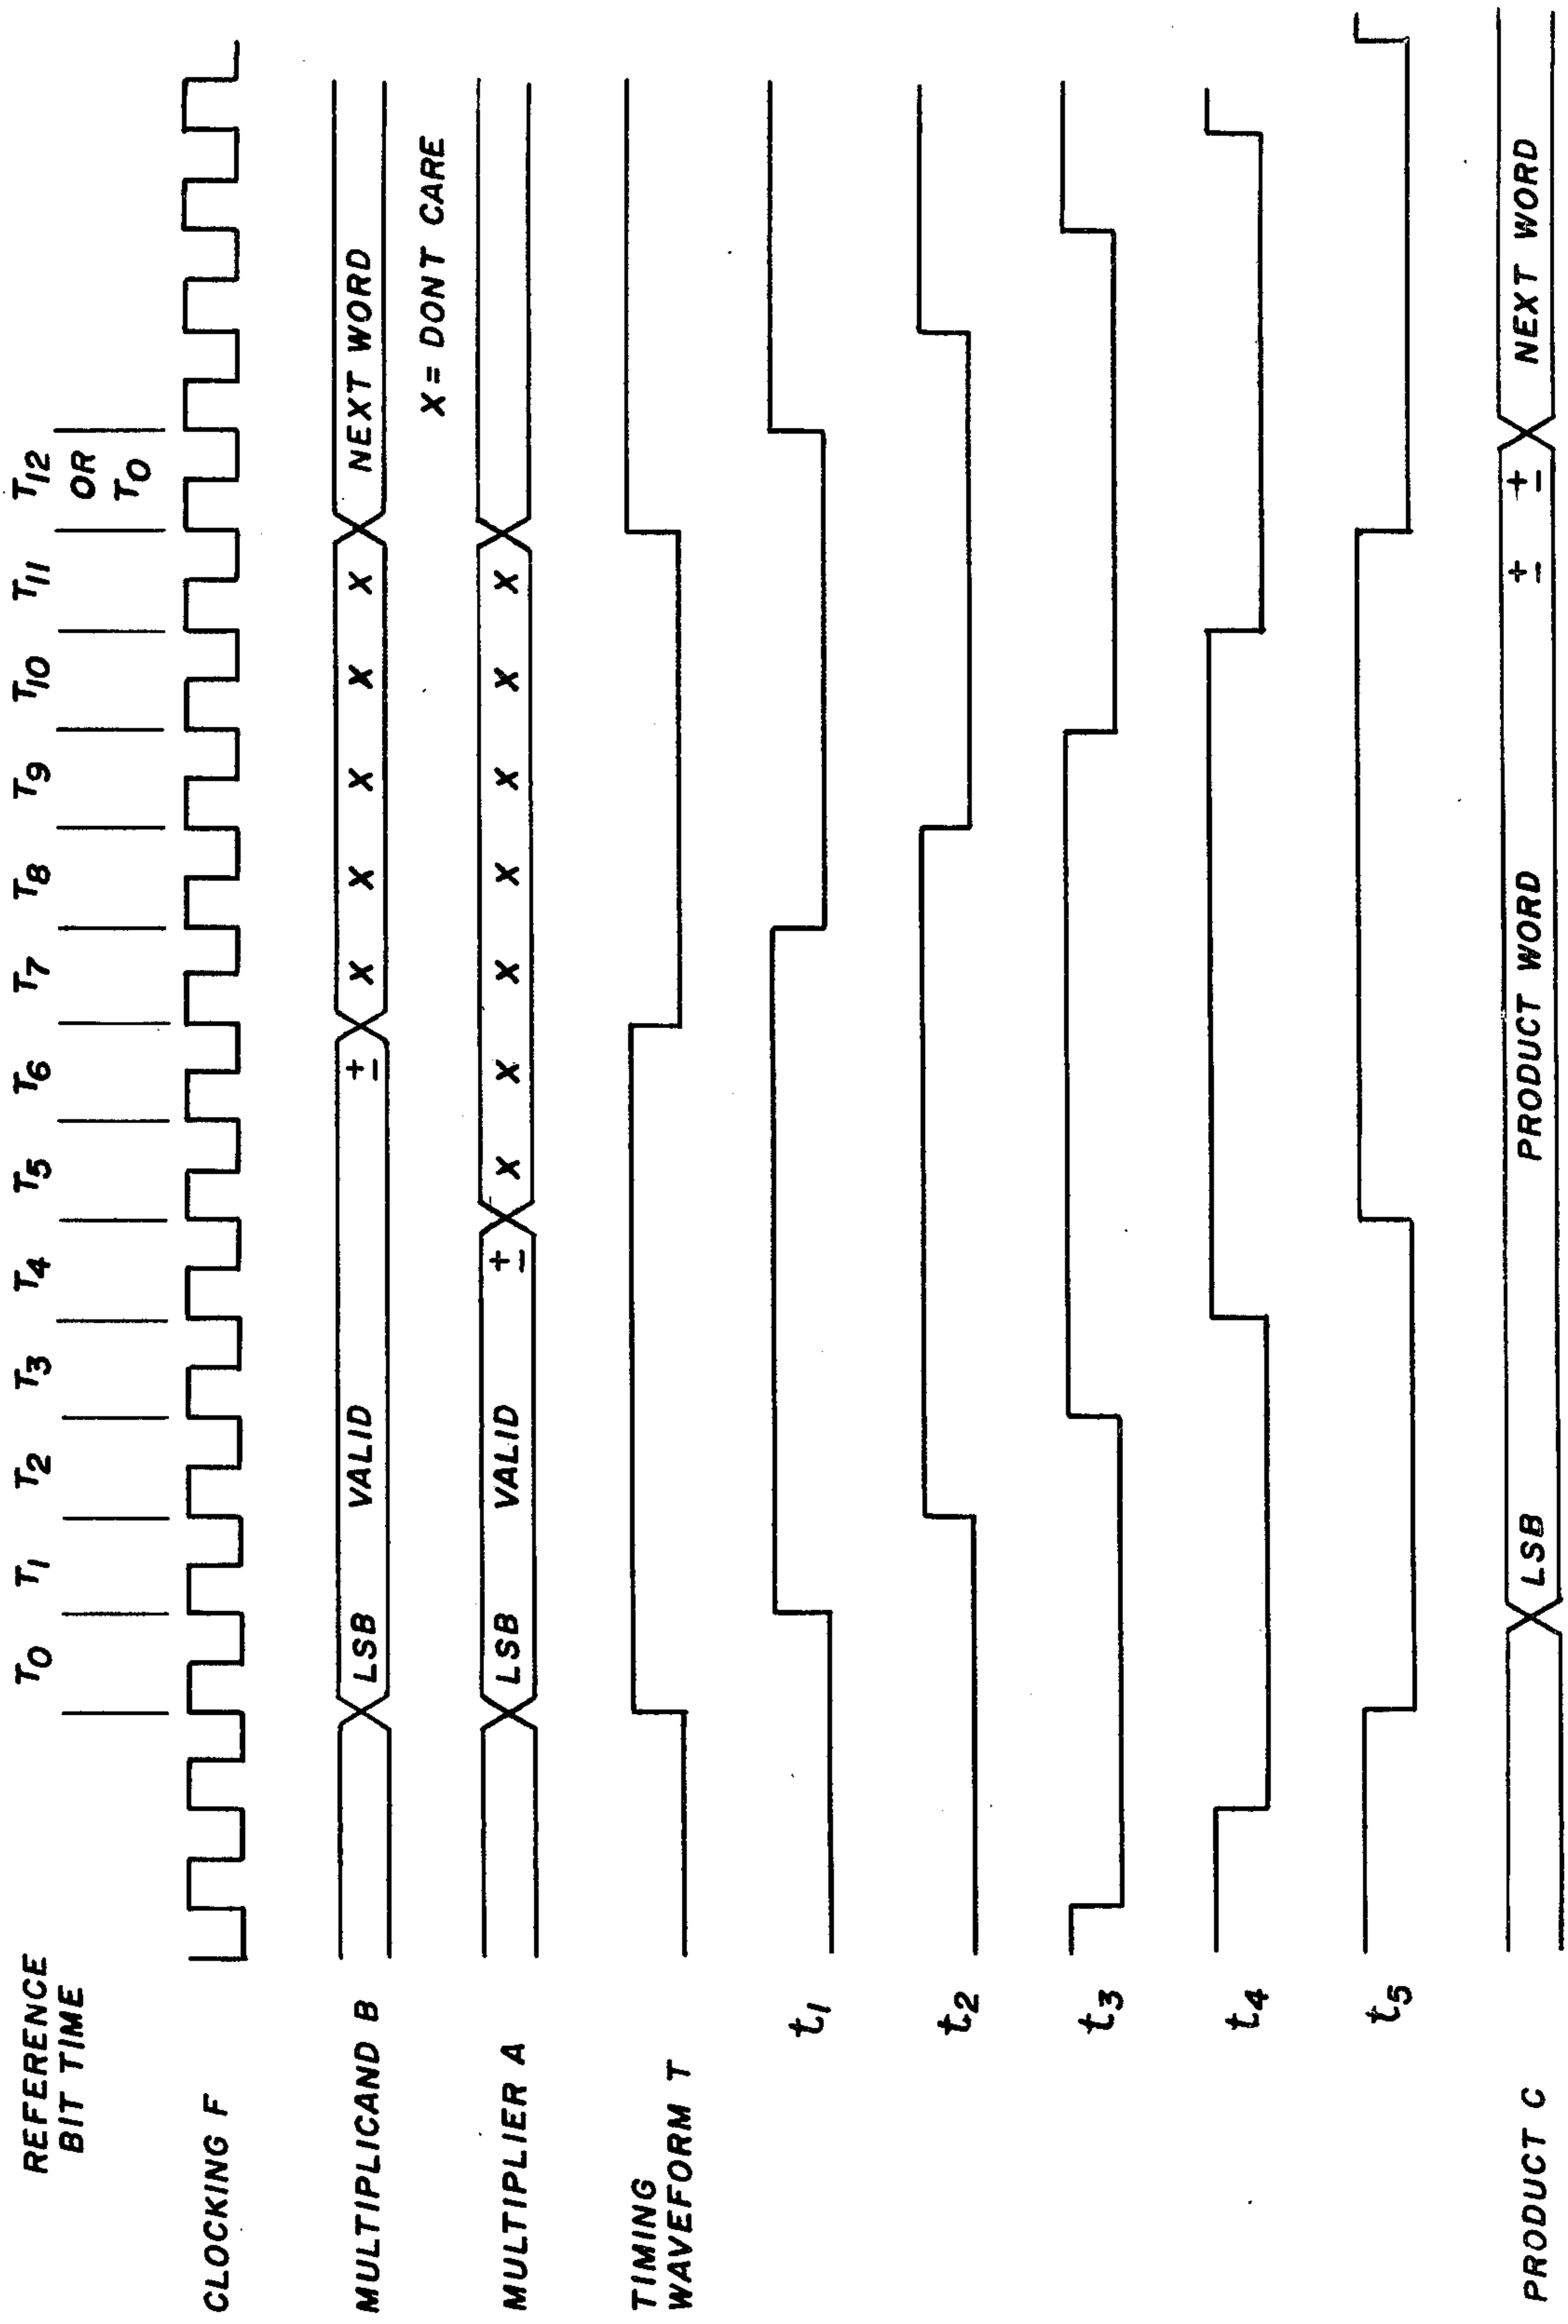 REFERENCE
BIT TIME
T0 T1 T2 T3 T4 T5 T6 T7 T8 T9 T10 T11 T12
OR
T0
CLOCKING F
MULTIPLICAND B LSB VALID ± X X X X X NEXT WORD
X = DONT CARE
MULTIPLIER A LSB VALID ± X X X X X X X
TIMING
WAVEFORM T
t1
t2
t3
t4
t5
PRODUCT C LSB PRODUCT WORD ± ± NEXT WORD